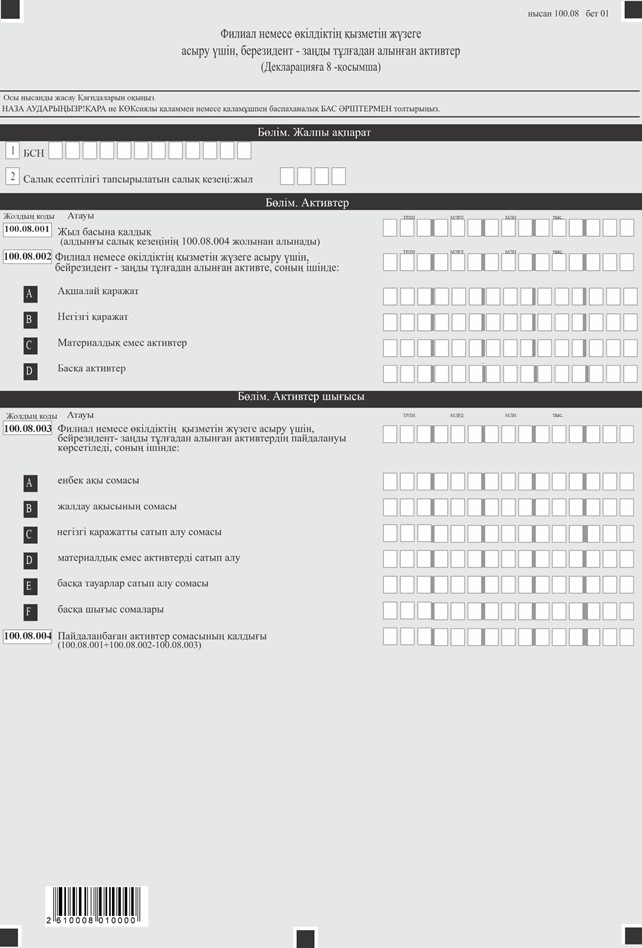 нысан 100.08 бет 01
Филиал немесе өкілдіктің қызметін жүзеге
асыру үшін, березидент - заңды тұлғадан алынған активтер
(Декларацияға 8 -қосымша)
Осы нысанды жасау Қағидаларын оқыңыз.
НАЗА АУДАРЫҢЫЗР!ҚАРА не КӨКсиялы қаламмен немесе қаламұшпен баспаханалық БАС ӘРІПТЕРМЕН толтырыңыз.
Бөлім. Жалпы ақпарат
1 БСН
2 Салық есептілігі тапсырылатын салық кезеңі:жыл
Бөлім. Активтер
Жолдың коды Атауы ТРЛН МЛРД МЛН ТЫС.
100.08.001 Жыл басына қалдық
(алдынғы салық кезеңінің 100.08.004 жолынан алынады)
ТРЛН МЛРД МЛН ТЫС.
100.08.002 Филиал немесе өкілдіктің қызметін жүзеге асыру үшін,
бейрезидент - заңды тұлғадан алынған активте, соның ішінде:
A Ақшалай қаражат
B Негізгі қаражат
C Материалдық емес активтер
D Басқа активтер
Бөлім. Активтер шығысы
Жолдың коды Атауы ТРЛН МЛРД МЛН ТЫС.
100.08.003 Филиал немесе өкілдіктің қызметін жүзеге асыру үшін,
бейрезидент- заңды тұлғадан алынған активтердің пайдалануы
көрсетіледі, соның ішінде:
A енбек ақы сомасы
B жалдау ақысының сомасы
C негізгі қаражатты сатып алу сомасы
D материалдық емес активтерді сатып алу
E басқа тауарлар сатып алу сомасы
F басқа шығыс сомалары
100.08.004 Пайдаланбаған активтер сомасының қалдығы
(100.08.001+100.08.002-100.08.003)
2 610008 010000